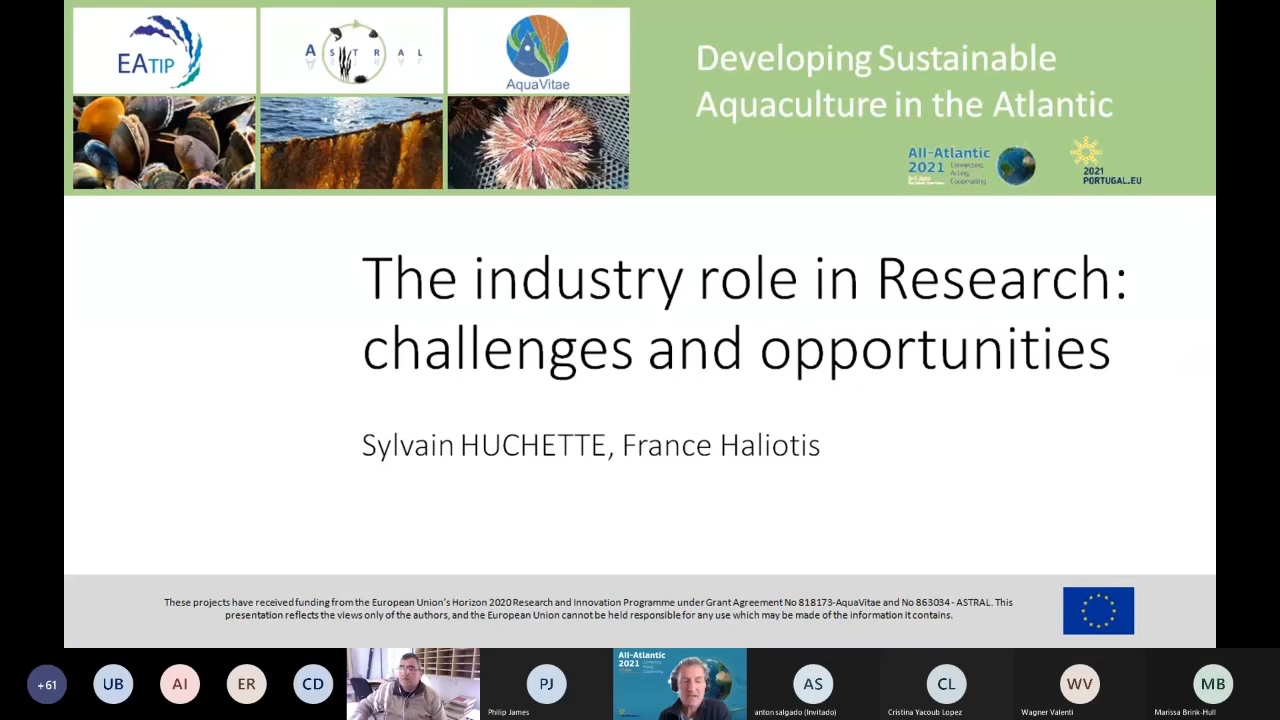 EATIP
ASTRAL
AquaVitae
Developing Sustainable
Aquaculture in the Atlantic
All-Atlantic
2021
Connecting,
Acting,
Cooperating
2021
PORTUGAL.EU
The industry role in Research:
challenges and opportunities
Sylvain HUCHETTE, France Haliotis
These projects have received funding from the European Union's Horizon 2020 Research and Innovation Programme under Grant Agreement No 818173-AquaVitae and No 863034 - ASTRAL. This
presentation reflects the views only of the authors, and the European Union cannot be held responsible for any use which may be made of the information it contains.
+61
UB
AI
ER
CD
PJ
Philip James
All-Atlantic
2021
AS
anton salgado (Invitado)
CL
Cristina Yacoub Lopez
WV
Wagner Valenti
MB
Marissa Brink-Hull